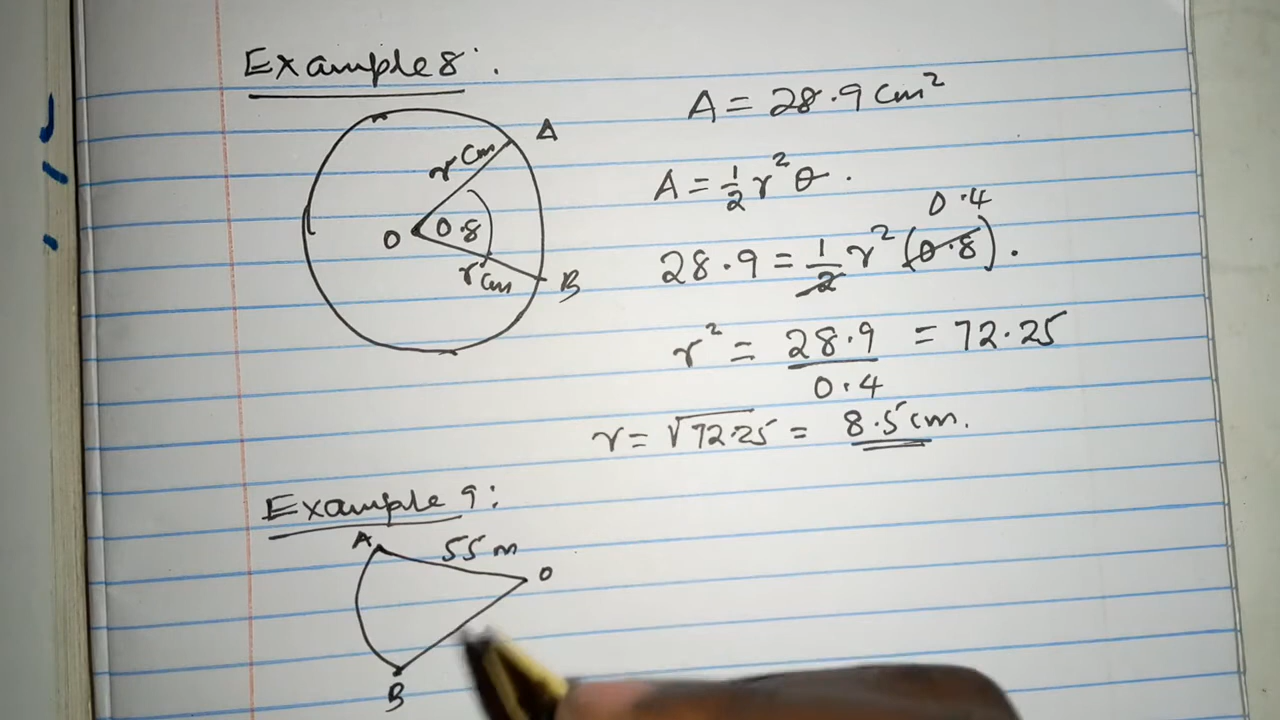 Example 8:
A
r cm
0.8
O
r cm
B
A = 28.9 cm²
A = 1/2 r² θ.
0.4
28.9 = 1/2 r² (0.8).
r² = 28.9/0.4 = 72.25
r = √72.25 = 8.5 cm.
Example 9:
A
55 m
O
B